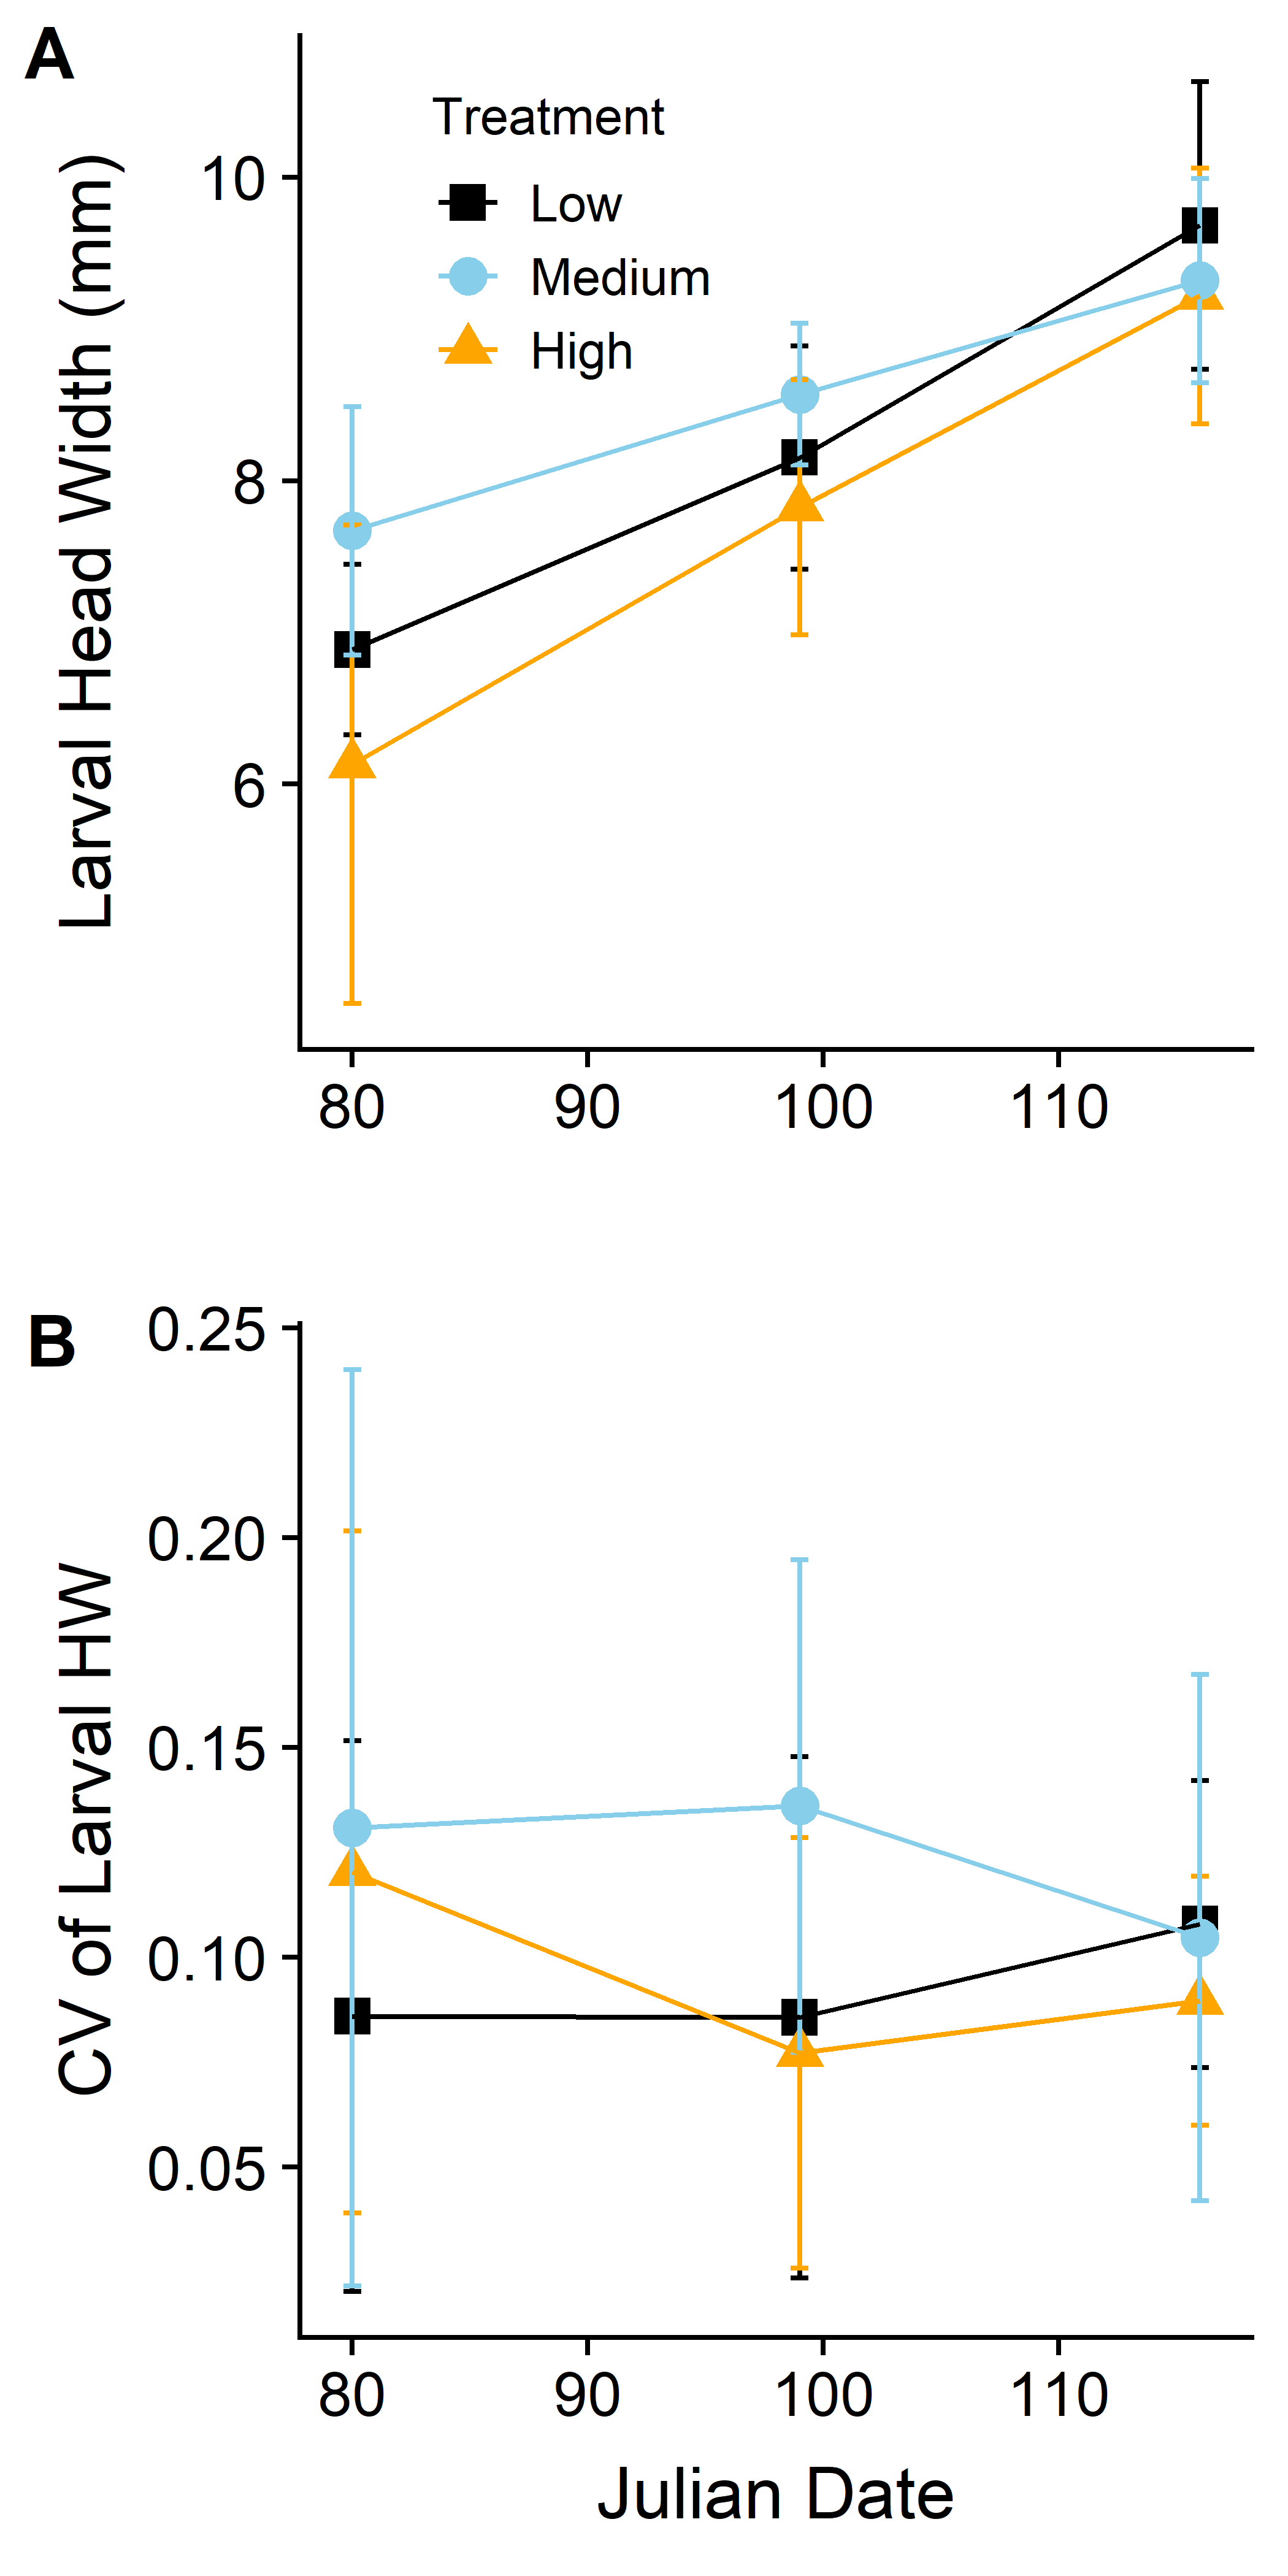 A
Larval Head Width (mm)
Treatment
Low
Medium
High
10
8
6
80 90 100 110
B
CV of Larval HW
0.25
0.20
0.15
0.10
0.05
80 90 100 110
Julian Date